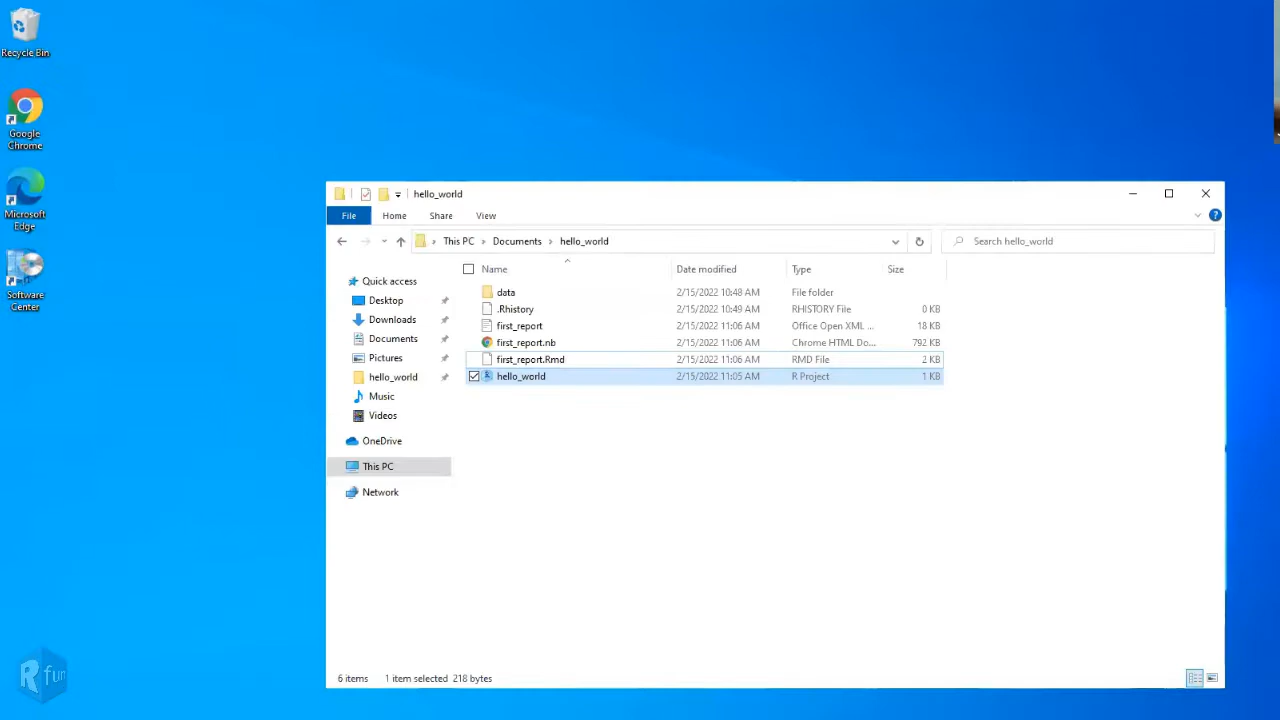 Recycle Bin
Google
Chrome
Microsoft
Edge
Software
Center
hello_world
File Home Share View
This PC Documents hello_world
Search hello_world
Name Date modified Type Size
Quick access
Desktop
Downloads
Documents
Pictures
hello_world
Music
Videos
OneDrive
This PC
Network
data 2/15/2022 10:48 AM File folder
.Rhistory 2/15/2022 10:49 AM RHISTORY File 0 KB
first_report 2/15/2022 11:06 AM Office Open XML ... 18 KB
first_report.nb 2/15/2022 11:06 AM Chrome HTML Do... 792 KB
first_report.Rmd 2/15/2022 11:06 AM RMD File 2 KB
hello_world 2/15/2022 11:05 AM R Project 1 KB
6 items 1 item selected 218 bytes
R fun